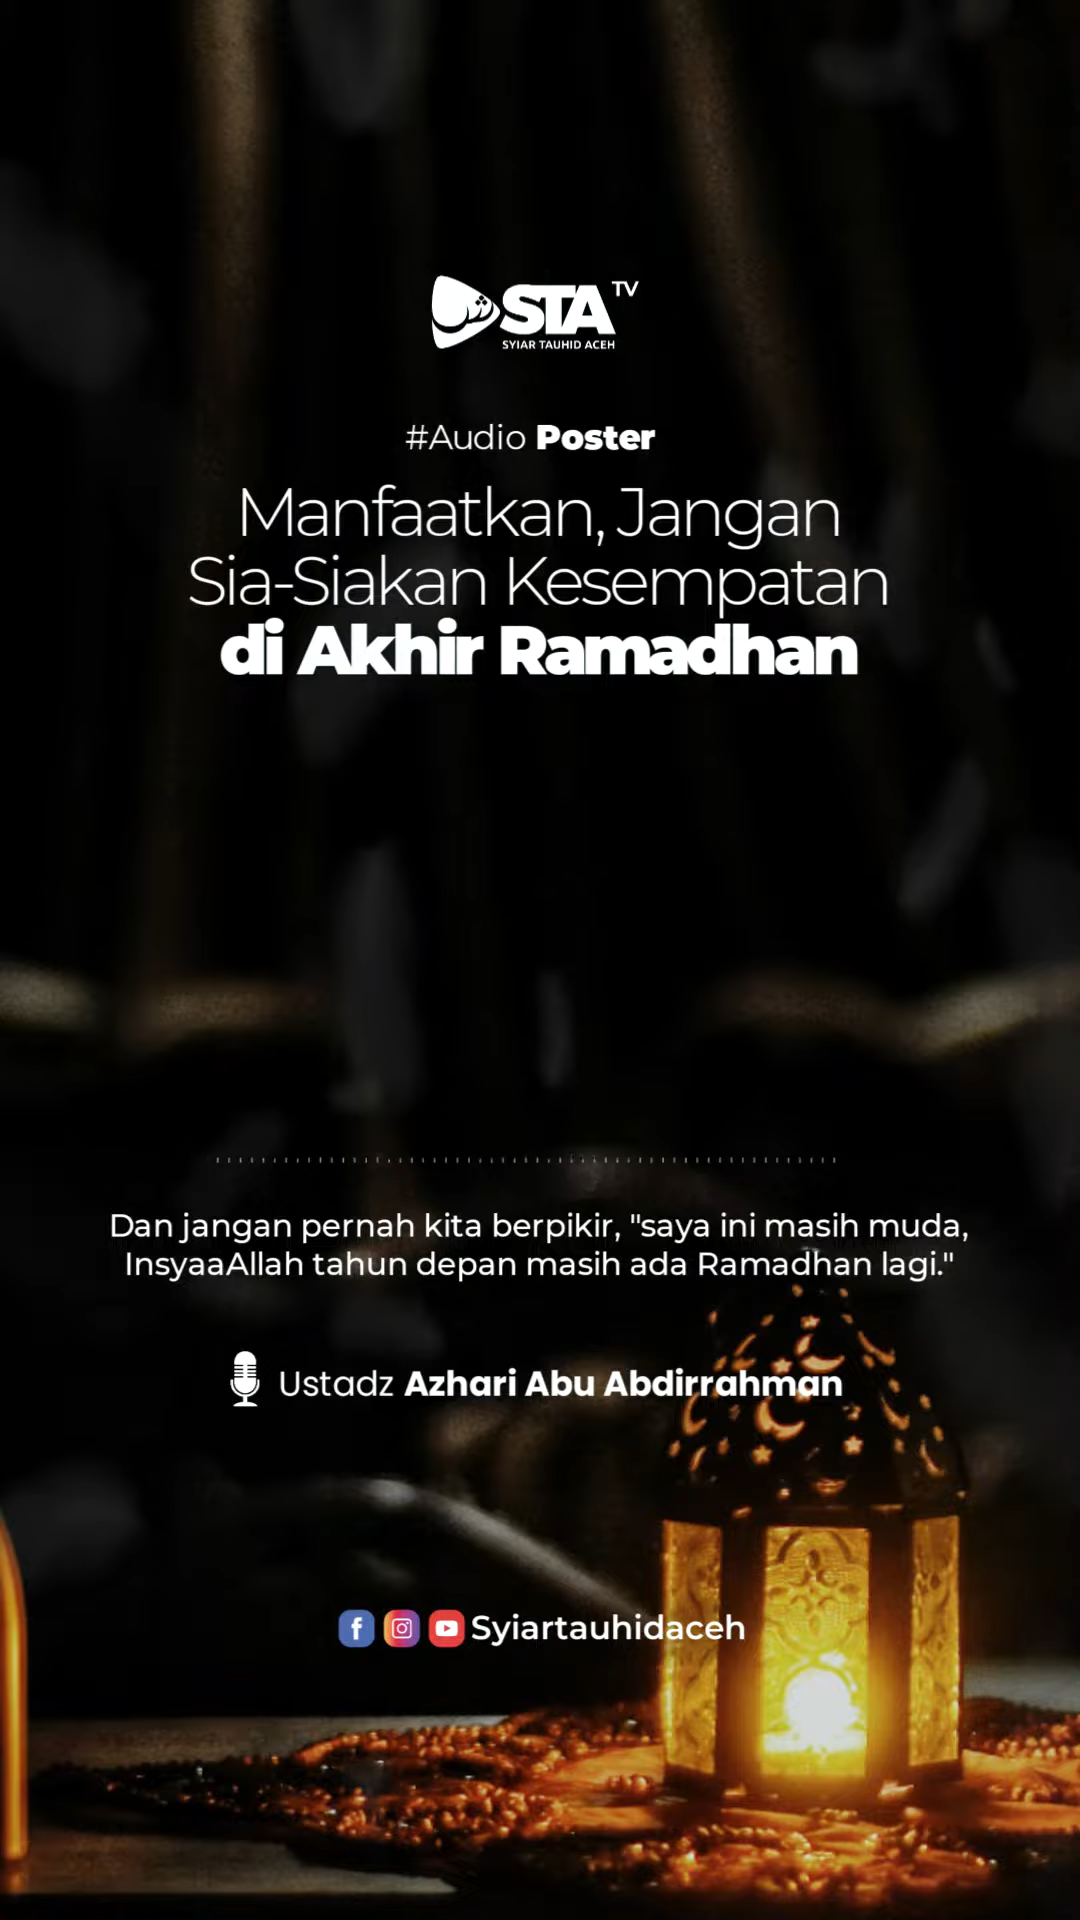 STA TV
SYIAR TAUHID ACEH
#Audio Poster
Manfaatkan, Jangan
Sia-Siakan Kesempatan
di Akhir Ramadhan
Dan jangan pernah kita berpikir, "saya ini masih muda,
InsyaaAllah tahun depan masih ada Ramadhan lagi."
Ustadz Azhari Abu Abdirrahman
Syiartauhidaceh